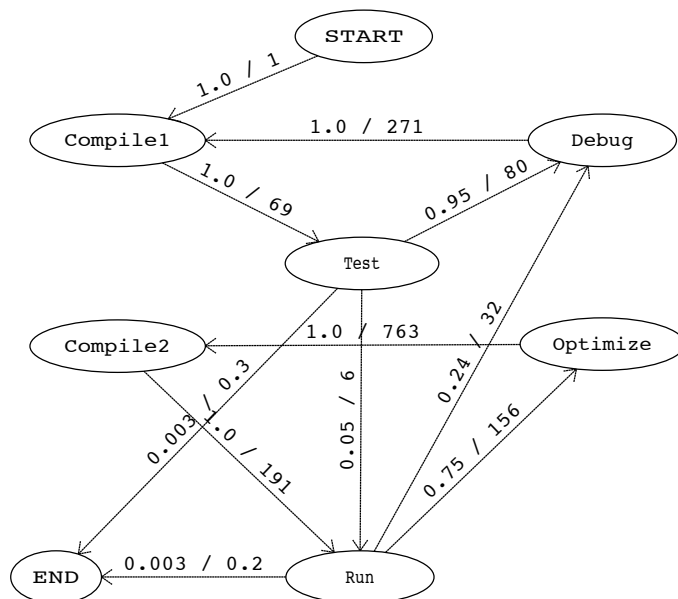 START
1.0 / 1
Compile1
1.0 / 271
Debug
1.0 / 69
0.95 / 80
Test
Compile2
1.0 / 763
Optimize
0.24 / 32
0.003 / 0.3
1.0 / 191
0.05 / 6
0.75 / 156
END
0.003 / 0.2
Run